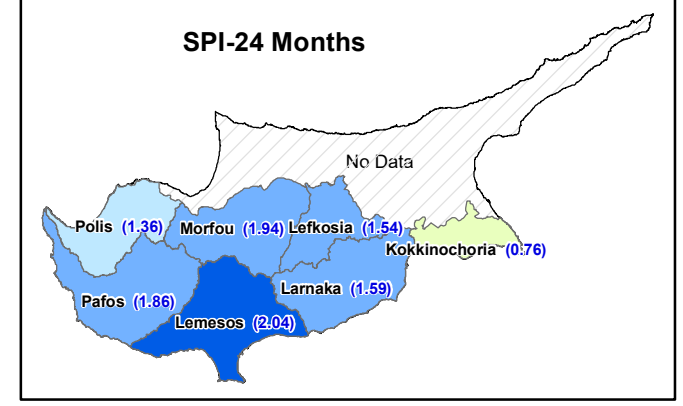 SPI-24 Months
No Data
Polis (1.36)
Morfou (1.94)
Lefkosia (1.54)
Kokkinochoria (0.76)
Pafos (1.86)
Larnaka (1.59)
Lemesos (2.04)